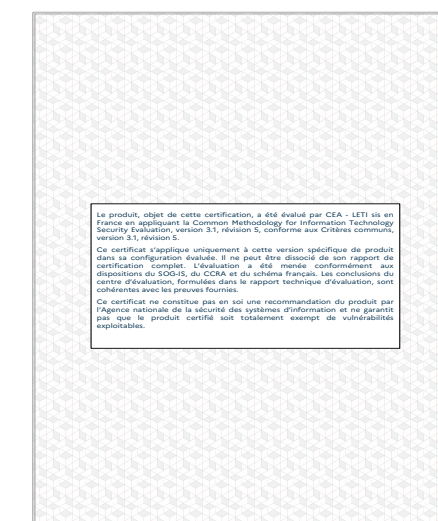 Le produit, objet de cette certification, a été évalué par CEA - LETI sis en
France en appliquant la Common Methodology for Information Technology
Security Evaluation, version 3.1, révision 5, conforme aux Critères communs,
version 3.1, révision 5.
Ce certificat s'applique uniquement à cette version spécifique de produit
dans sa configuration évaluée. Il ne peut être dissocié de son rapport de
certification complet. L'évaluation a été menée conformément aux
dispositions du SOG-IS, du CCRA et du schéma français. Les conclusions du
centre d'évaluation, formulées dans le rapport technique d'évaluation, sont
cohérentes avec les preuves fournies.
Ce certificat ne constitue pas en soi une recommandation du produit par
l'Agence nationale de la sécurité des systèmes d'information et ne garantit
pas que le produit certifié soit totalement exempt de vulnérabilités
exploitables.